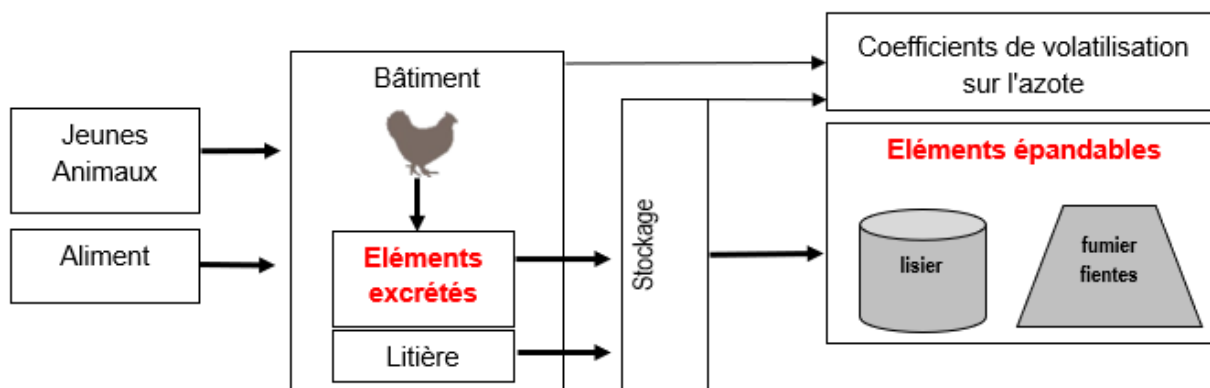 Jeunes
Animaux
Aliment
Bâtiment
Eléments
excrétés
Litière
Stockage
Coefficients de volatilisation
sur l'azote
Eléments épandables
lisier
fumier
fientes